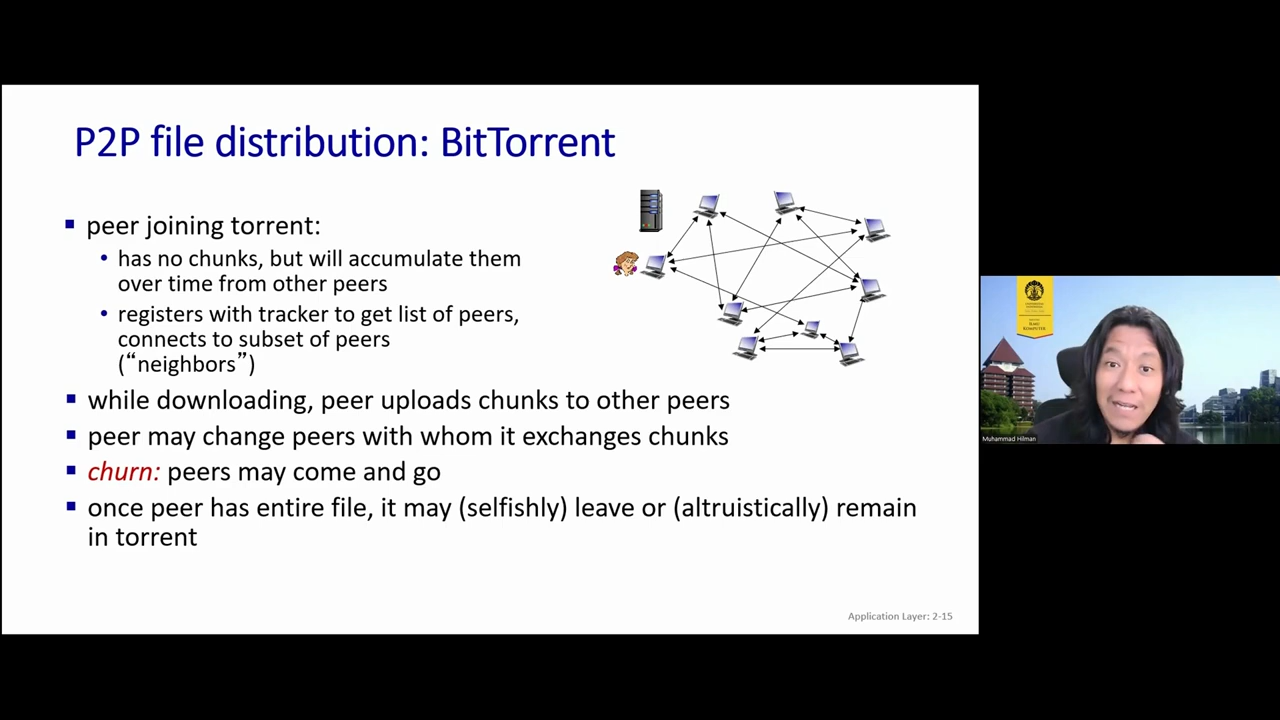 P2P file distribution: BitTorrent
▪ peer joining torrent:
• has no chunks, but will accumulate them
over time from other peers
• registers with tracker to get list of peers,
connects to subset of peers
(“neighbors”)
▪ while downloading, peer uploads chunks to other peers
▪ peer may change peers with whom it exchanges chunks
▪ churn: peers may come and go
▪ once peer has entire file, it may (selfishly) leave or (altruistically) remain
in torrent
Application Layer: 2-15
ILMU
KOMPUTER
Muhammad Hilman